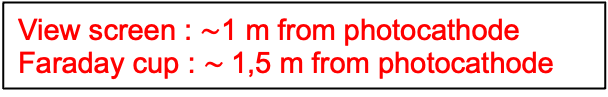 View screen : ~1 m from photocathode
Faraday cup : ~ 1,5 m from photocathode